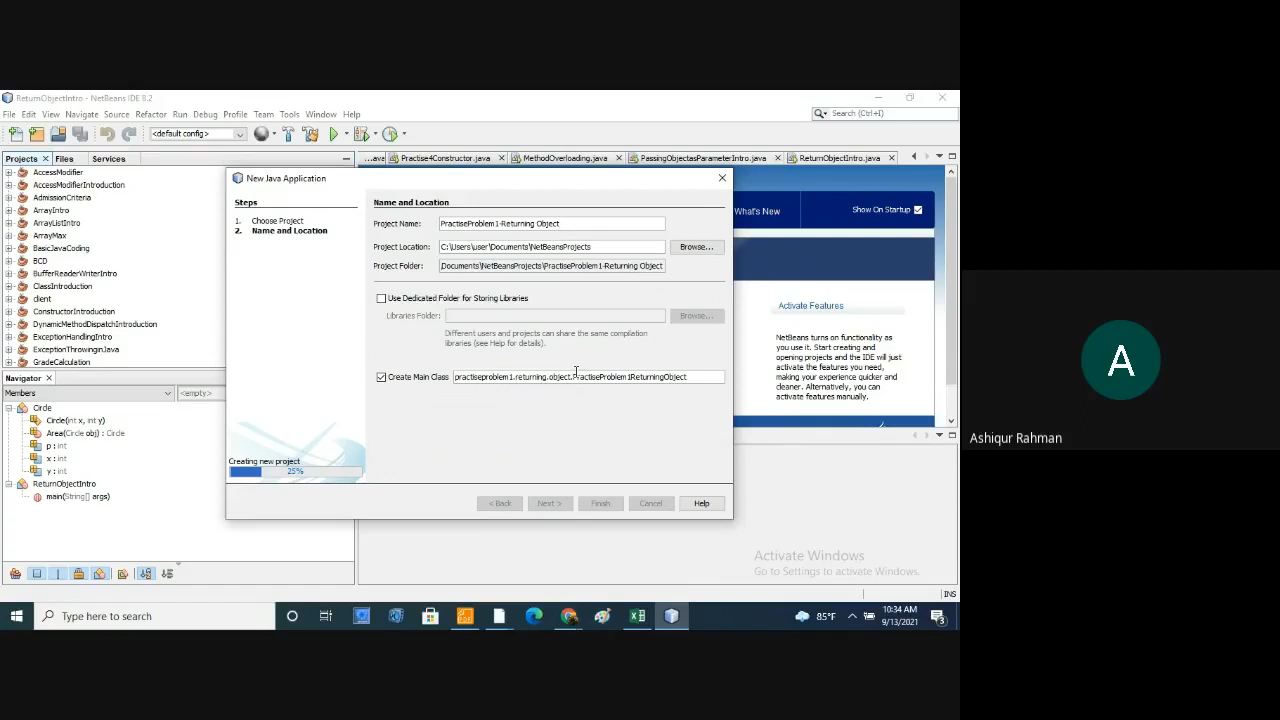 ReturnObjectIntro - NetBeans IDE 8.2
File Edit View Navigate Source Refactor Run Debug Profile Team Tools Window Help
Search (Ctrl+I)
<default config>
Projects Files Services
...ava Practise4Constructor.java MethodOverloading.java PassingObjectasParameterIntro.java ReturnObjectIntro.java
AccessModifier
AccessModifierIntroduction
AdmissionCriteria
ArrayIntro
ArrayListIntro
ArrayMax
BasicJavaCoding
BCD
BufferReaderWriterIntro
ClassIntroduction
client
ConstructorIntroduction
DynamicMethodDispatchIntroduction
ExceptionHandlingIntro
ExceptionThrowinginJava
GradeCalculation
Navigator
Members
<empty>
Circle
Circle(int x, int y)
Area(Circle obj) : Circle
p : int
x : int
y : int
ReturnObjectIntro
main(String[] args)
New Java Application
Steps
1. Choose Project
2. Name and Location
Creating new project
25%
Name and Location
Project Name: PractiseProblem1-Returning Object
Project Location: C:\Users\user\Documents\NetBeansProjects Browse...
Project Folder: Documents\NetBeansProjects\PractiseProblem1-Returning Object
Use Dedicated Folder for Storing Libraries
Libraries Folder: Browse...
Different users and projects can share the same compilation
libraries (see Help for details).
Create Main Class practiseproblem1.returning.object.PractiseProblem1ReturningObject
< Back Next > Finish Cancel Help
What's New
Show On Startup
Activate Features
NetBeans turns on functionality as
you use it. Start creating and
opening projects and the IDE will just
activate the features you need,
making your experience quicker and
cleaner. Alternatively, you can
activate features manually.
Activate Windows
Go to Settings to activate Windows.
INS
Type here to search
85°F
10:34 AM
9/13/2021
3
A
Ashiqur Rahman